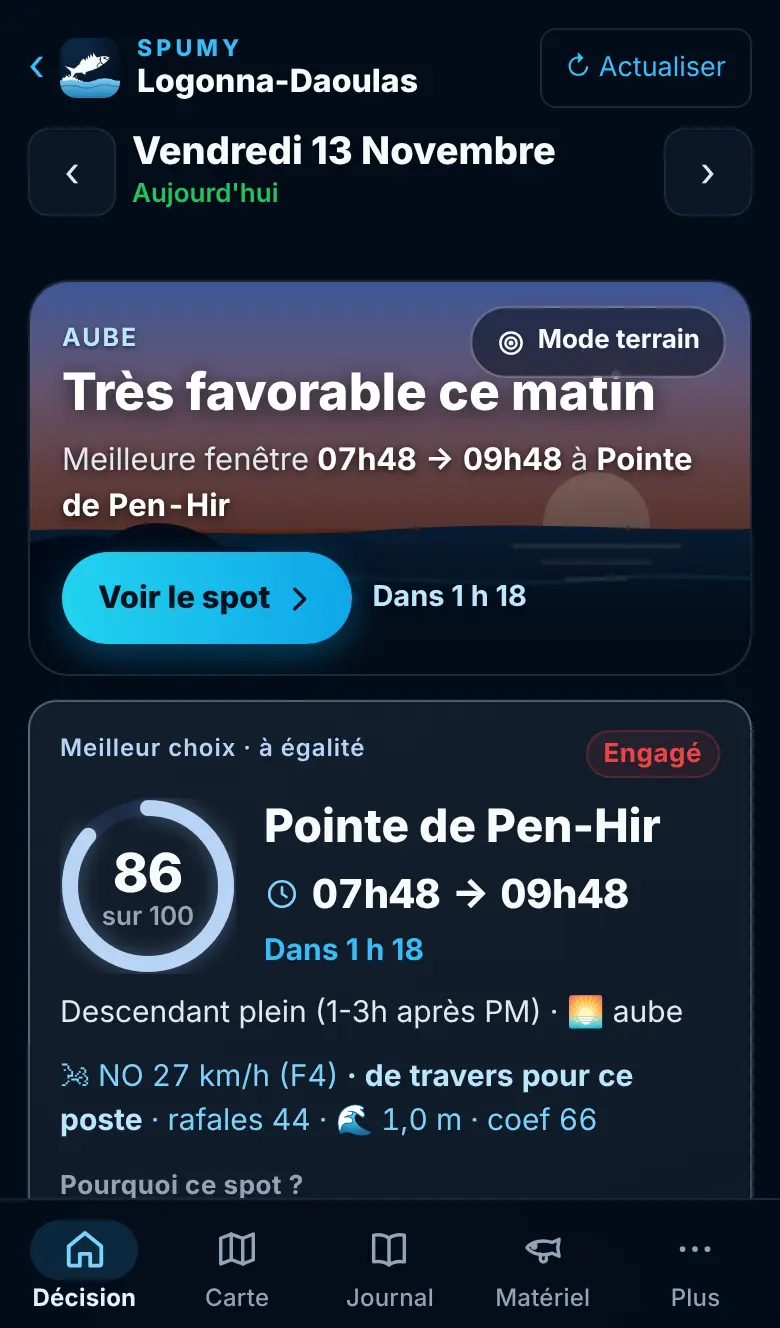 SPUMY
Logonna-Daoulas
Actualiser
Vendredi 13 Novembre
Aujourd'hui
AUBE
Mode terrain
Très favorable ce matin
Meilleure fenêtre 07h48 → 09h48 à Pointe
de Pen-Hir
Voir le spot
Dans 1 h 18
Meilleur choix · à égalité
Engagé
86
sur 100
Pointe de Pen-Hir
07h48 → 09h48
Dans 1 h 18
Descendant plein (1-3h après PM) · 🌅 aube
🌬 NO 27 km/h (F4) · de travers pour ce
poste · rafales 44 · 🌊 1,0 m · coef 66
Pourquoi ce spot ?
Décision
Carte
Journal
Matériel
Plus